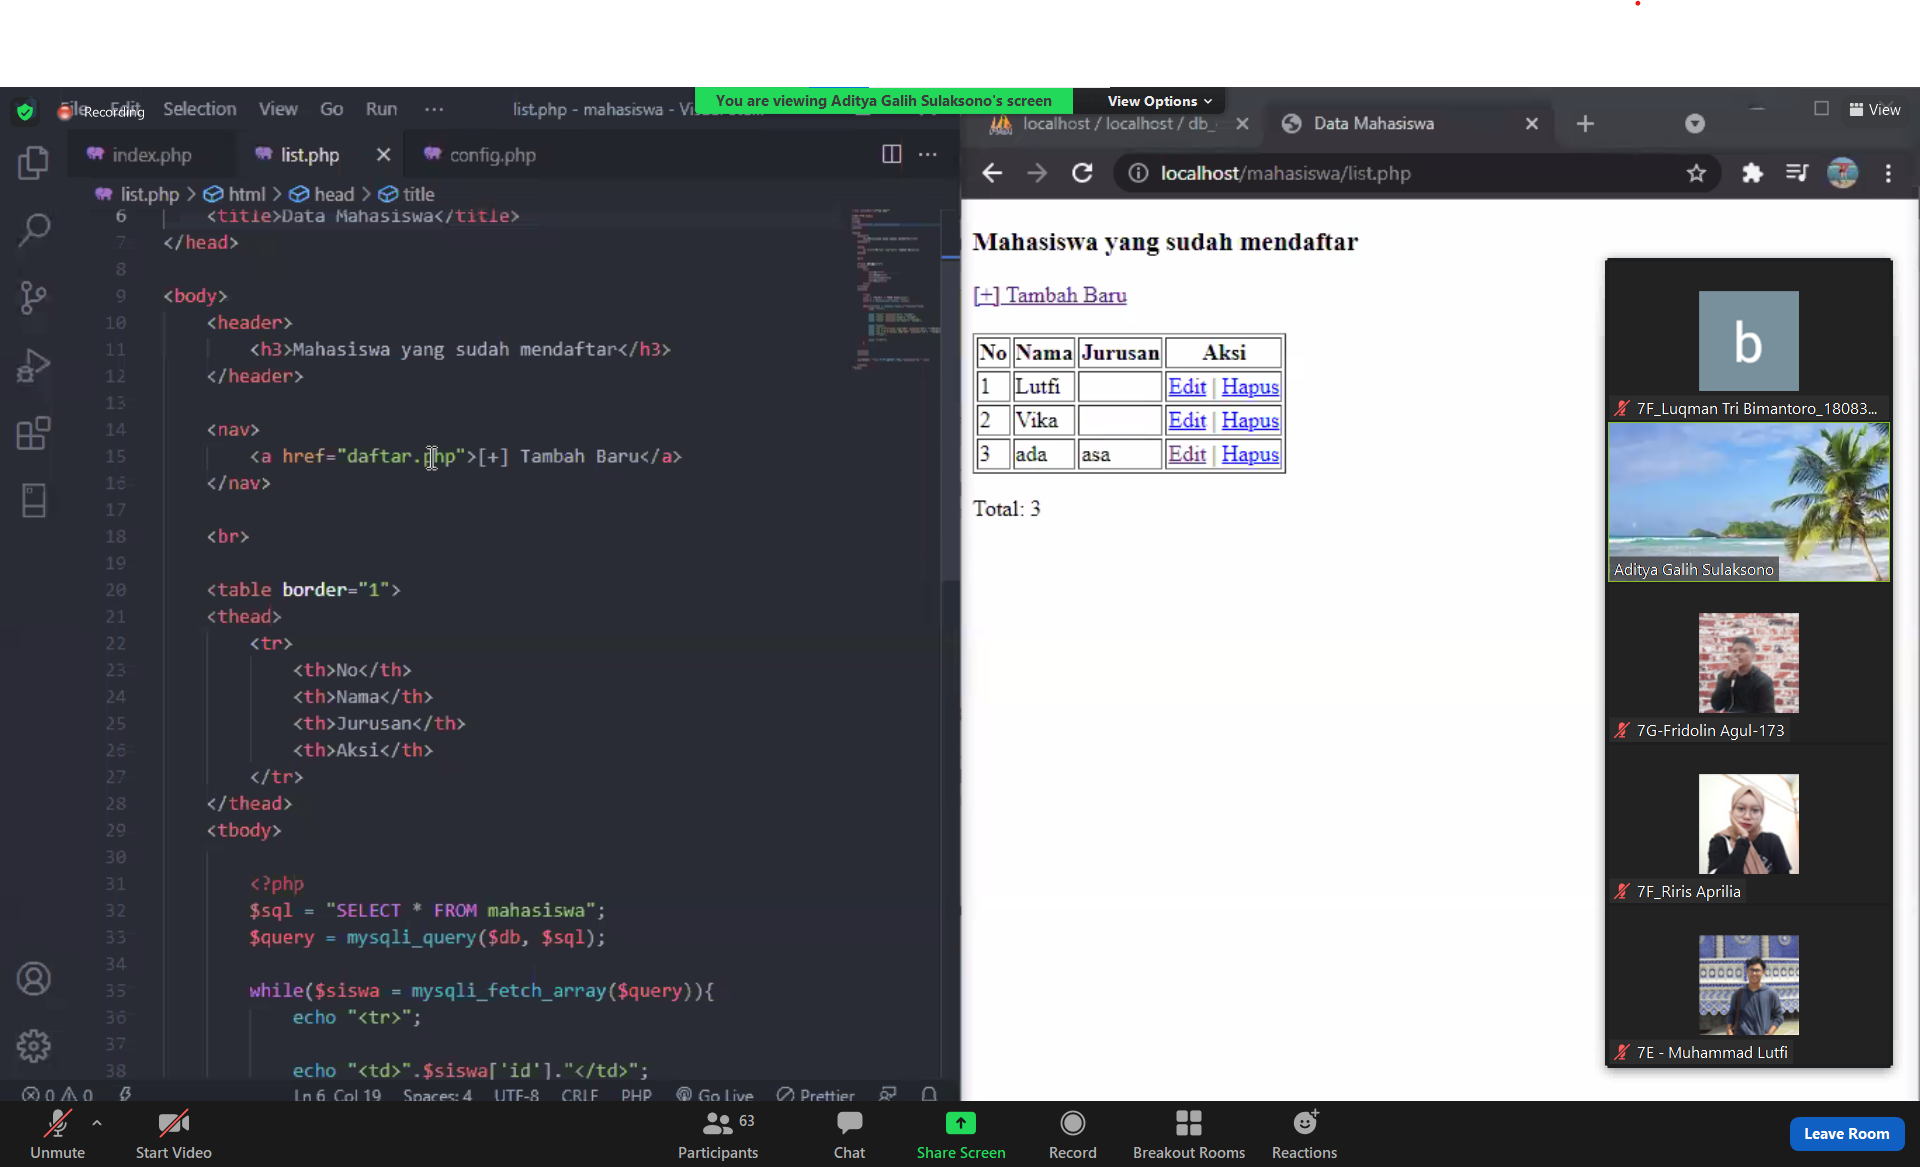 File Edit Selection View Go Run ···
Recording
list.php - mahasiswa - Vi
You are viewing Aditya Galih Sulaksono's screen
View Options
View
index.php
list.php
config.php
list.php > html > head > title
6 <title>Data Mahasiswa</title>
7 </head>
8
9 <body>
10 <header>
11 <h3>Mahasiswa yang sudah mendaftar</h3>
12 </header>
13
14 <nav>
15 <a href="daftar.php">[+] Tambah Baru</a>
16 </nav>
17
18 <br>
19
20 <table border="1">
21 <thead>
22 <tr>
23 <th>No</th>
24 <th>Nama</th>
25 <th>Jurusan</th>
26 <th>Aksi</th>
27 </tr>
28 </thead>
29 <tbody>
30
31 <?php
32 $sql = "SELECT * FROM mahasiswa";
33 $query = mysqli_query($db, $sql);
34
35 while($siswa = mysqli_fetch_array($query)){
36 echo "<tr>";
37
38 echo "<td>".$siswa['id']."</td>";
0 0 Ln 6, Col 19 Spaces: 4 UTF-8 CRLF PHP Go Live Prettier
localhost / localhost / db_
Data Mahasiswa
localhost/mahasiswa/list.php
Mahasiswa yang sudah mendaftar
[+] Tambah Baru
No Nama Jurusan Aksi
1 Lutfi Edit | Hapus
2 Vika Edit | Hapus
3 ada asa Edit | Hapus
Total: 3
b
7F_Luqman Tri Bimantoro_18083...
Aditya Galih Sulaksono
7G-Fridolin Agul-173
7F_Riris Aprilia
7E - Muhammad Lutfi
Unmute
Start Video
63
Participants
Chat
Share Screen
Record
Breakout Rooms
Reactions
Leave Room